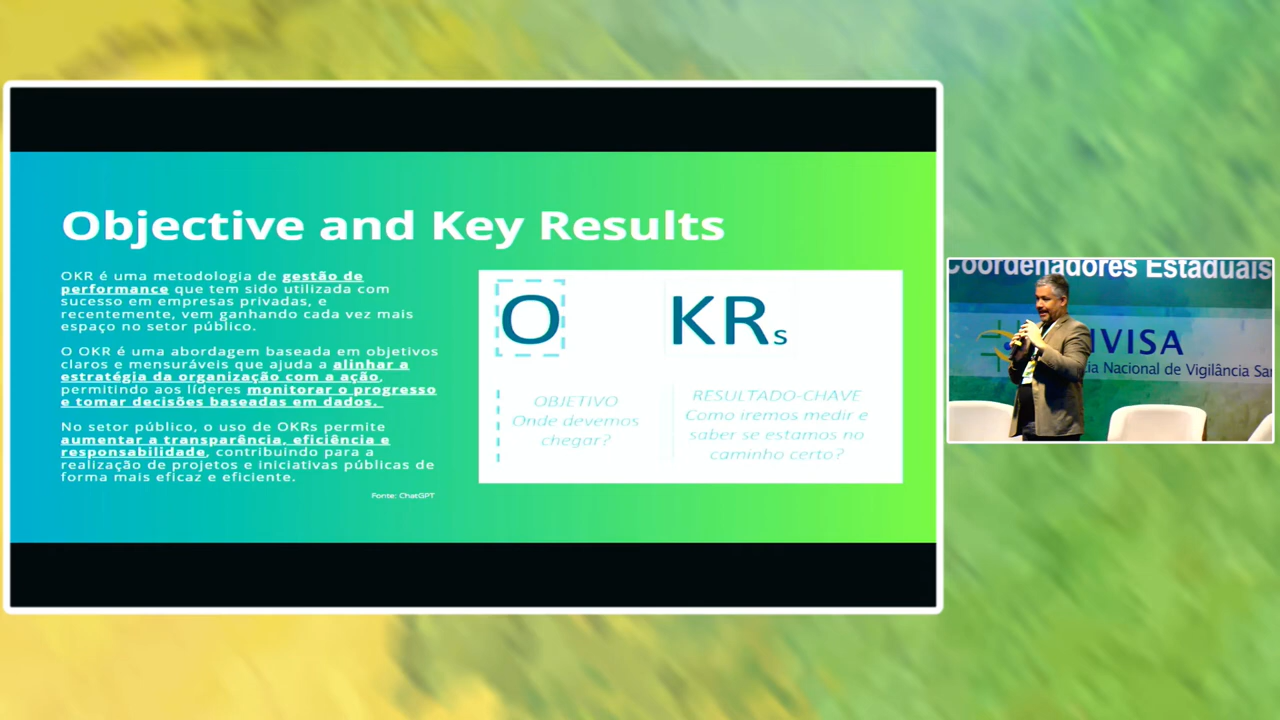 Objective and Key Results
OKR é uma metodologia de gestão de
performance que tem sido utilizada com
sucesso em empresas privadas, e
recentemente, vem ganhando cada vez mais
espaço no setor público.
O OKR é uma abordagem baseada em objetivos
claros e mensuráveis que ajuda a alinhar a
estratégia da organização com a ação,
permitindo aos líderes monitorar o progresso
e tomar decisões baseadas em dados.
No setor público, o uso de OKRs permite
aumentar a transparência, eficiência e
responsabilidade, contribuindo para a
realização de projetos e iniciativas públicas de
forma mais eficaz e eficiente.
Fonte: ChatGPT
O
KRs
OBJETIVO
Onde devemos
chegar?
RESULTADO-CHAVE
Como iremos medir e
saber se estamos no
caminho certo?
Coordenadores Estaduais
VISA
cia Nacional de Vigilância Sa